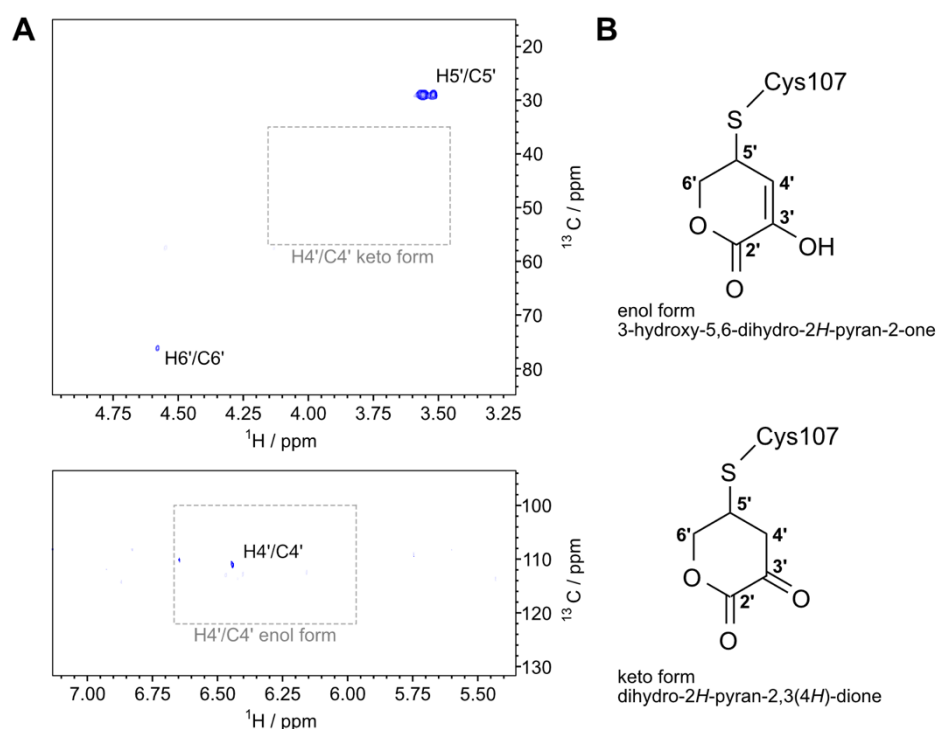 A
B
20
30
40
50
60
70
80
¹³C / ppm
H5'/C5'
H4'/C4' keto form
H6'/C6'
4.75 4.50 4.25 4.00 3.75 3.50 3.25
¹H / ppm
100
110
120
130
¹³C / ppm
H4'/C4'
H4'/C4' enol form
7.00 6.75 6.50 6.25 6.00 5.75 5.50
¹H / ppm
Cys107
S
5'
6'
4'
3'
O
2'
OH
O
enol form
3-hydroxy-5,6-dihydro-2H-pyran-2-one
Cys107
S
5'
6'
4'
3'
O
2'
O
O
keto form
dihydro-2H-pyran-2,3(4H)-dione